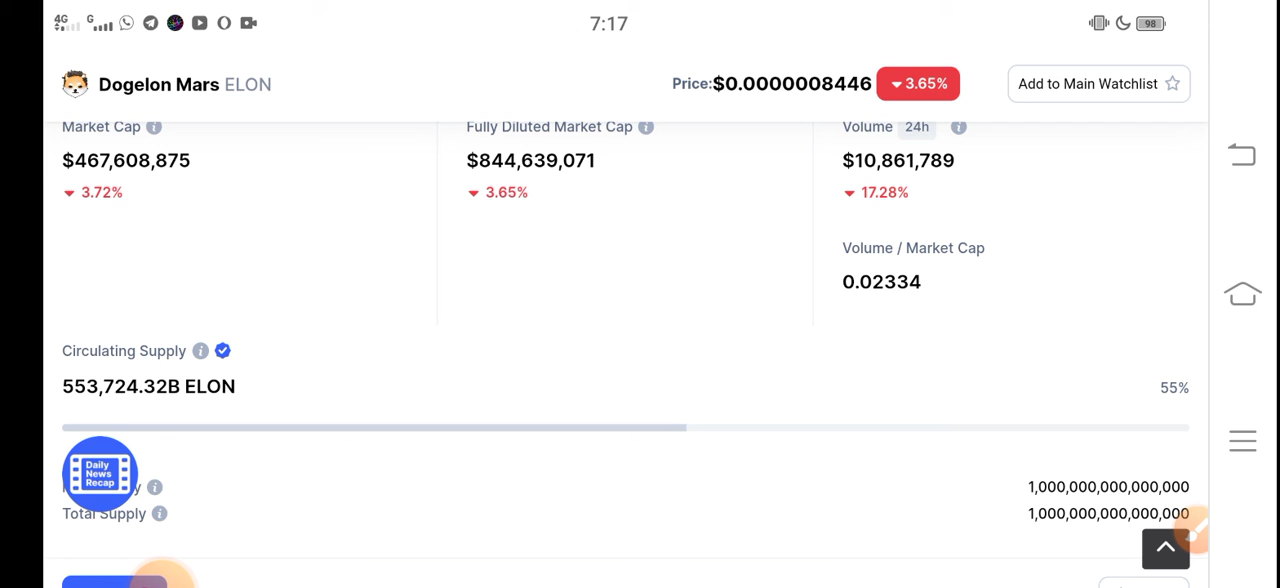 4G G 7:17 98
Dogelon Mars ELON Price:$0.0000008446 3.65% Add to Main Watchlist
Market Cap Fully Diluted Market Cap Volume 24h
$467,608,875 $844,639,071 $10,861,789
3.72% 3.65% 17.28%
Volume / Market Cap
0.02334
Circulating Supply
553,724.32B ELON 55%
Daily
News
Recap
y 1,000,000,000,000,000
Total Supply 1,000,000,000,000,000